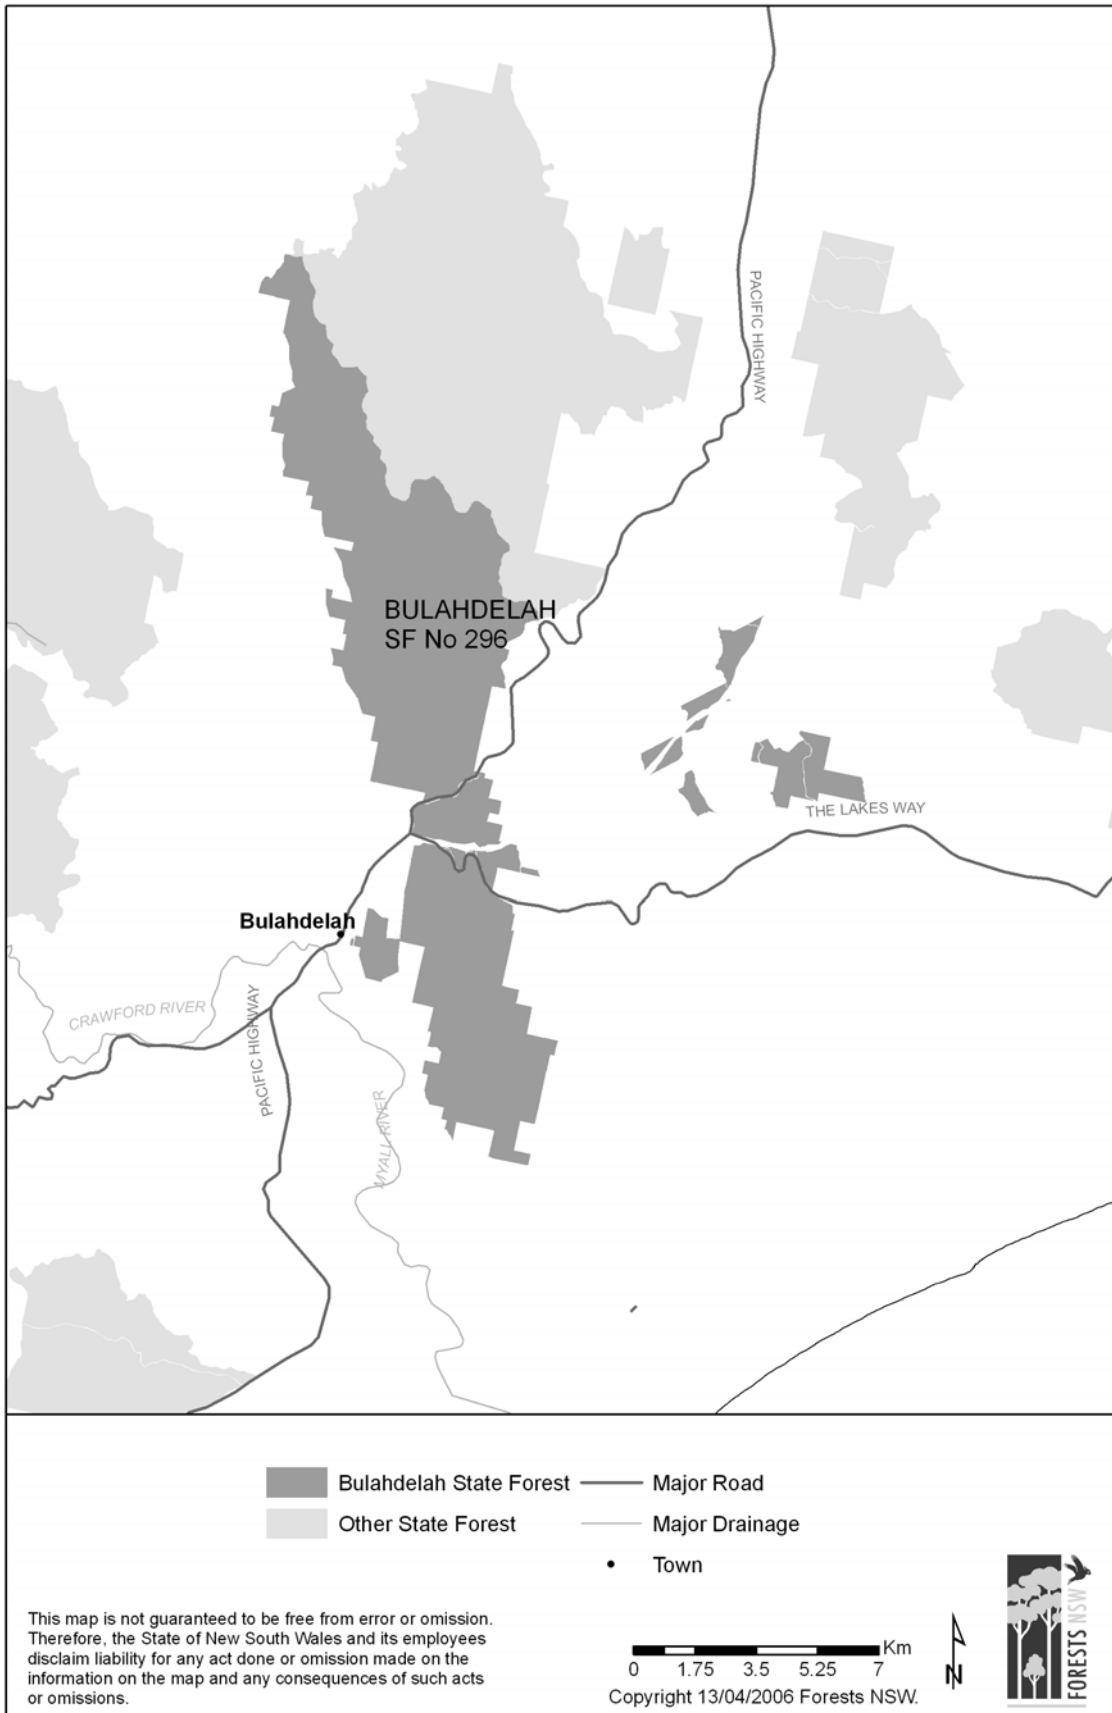 PACIFIC HIGHWAY
BULAHDELAH
SF No 296
THE LAKES WAY
Bulahdelah
CRAWFORD RIVER
PACIFIC HIGHWAY
MYALL RIVER
Bulahdelah State Forest
Major Road
Other State Forest
Major Drainage
Town
This map is not guaranteed to be free from error or omission.
Therefore, the State of New South Wales and its employees
disclaim liability for any act done or omission made on the
information on the map and any consequences of such acts
or omissions.
Km
0 1.75 3.5 5.25 7
Copyright 13/04/2006 Forests NSW.
N
FORESTS NSW